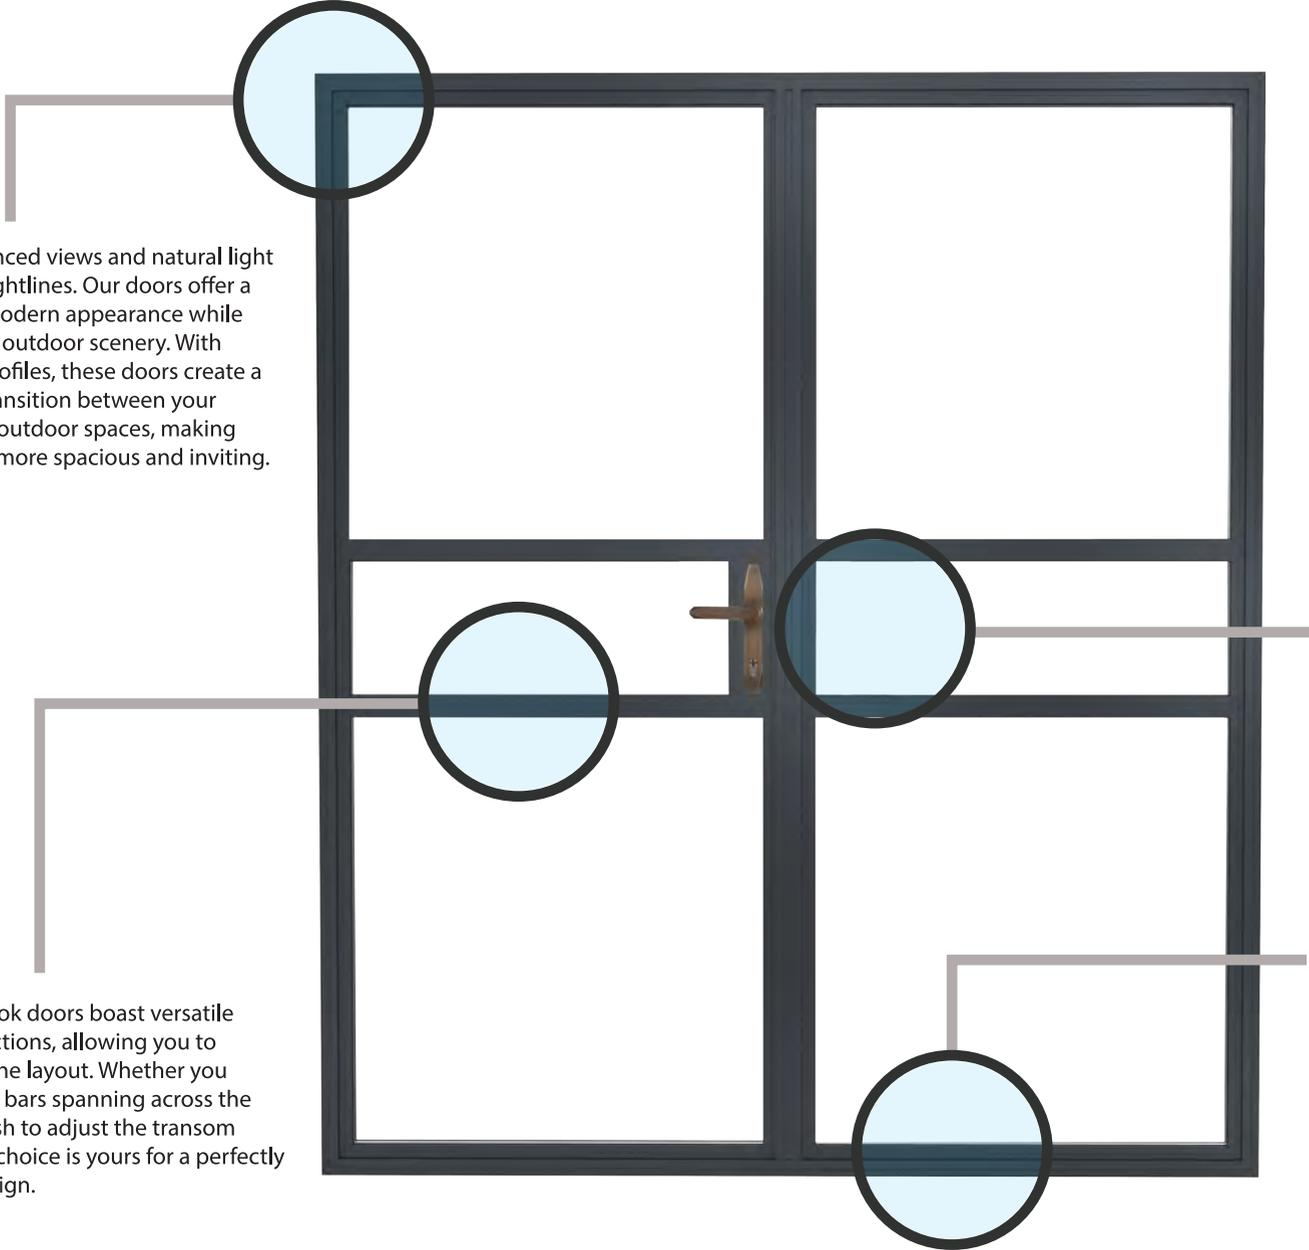 nced views and natural light
ghtlines. Our doors offer a
odern appearance while
outdoor scenery. With
ofiles, these doors create a
ansition between your
outdoor spaces, making
more spacious and inviting.
ok doors boast versatile
ctions, allowing you to
he layout. Whether you
bars spanning across the
sh to adjust the transom
choice is yours for a perfectly
ign.